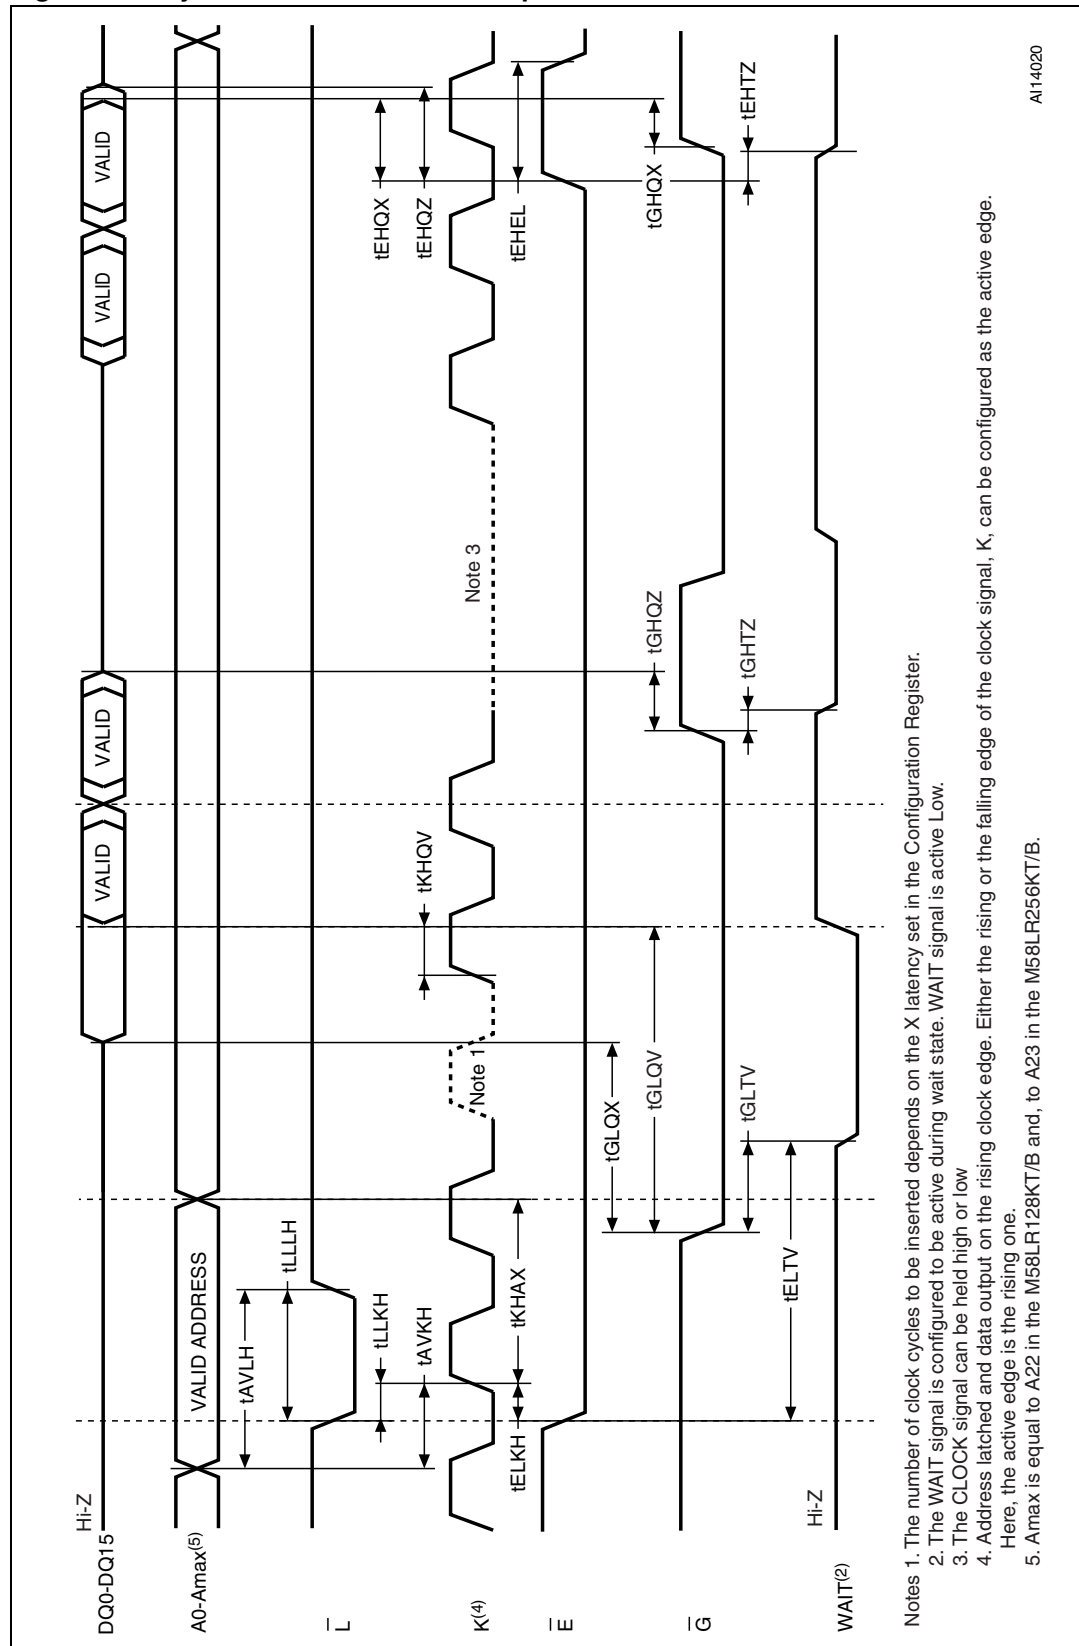 DQ0-DQ15
Hi-Z
VALID
VALID
VALID
VALID
A0-Amax(5)
VALID ADDRESS
tAVLH
L
tLLLH
tLLKH
tAVKH
tKHQV
tEHQX
tEHQZ
K(4)
Note 1
Note 3
tELKH
tKHAX
tEHEL
E
tGLQX
tGLQV
tGHQZ
tGHQX
G
tGLTV
tGHTZ
tEHTZ
tELTV
Hi-Z
WAIT(2)
AI14020
Notes 1. The number of clock cycles to be inserted depends on the X latency set in the Configuration Register.
2. The WAIT signal is configured to be active during wait state. WAIT signal is active Low.
3. The CLOCK signal can be held high or low
4. Address latched and data output on the rising clock edge. Either the rising or the falling edge of the clock signal, K, can be configured as the active edge.
Here, the active edge is the rising one.
5. Amax is equal to A22 in the M58LR128KT/B and, to A23 in the M58LR256KT/B.